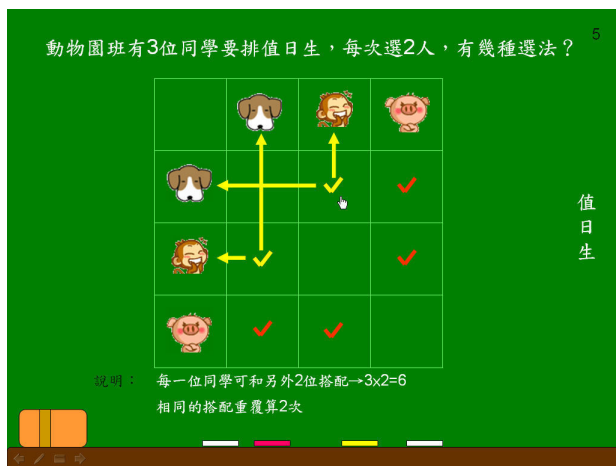 5
動物園班有3位同學要排值日生，每次選2人，有幾種選法？
值日生
說明： 每一位同學可和另外2位搭配→3x2=6
相同的搭配重覆算2次